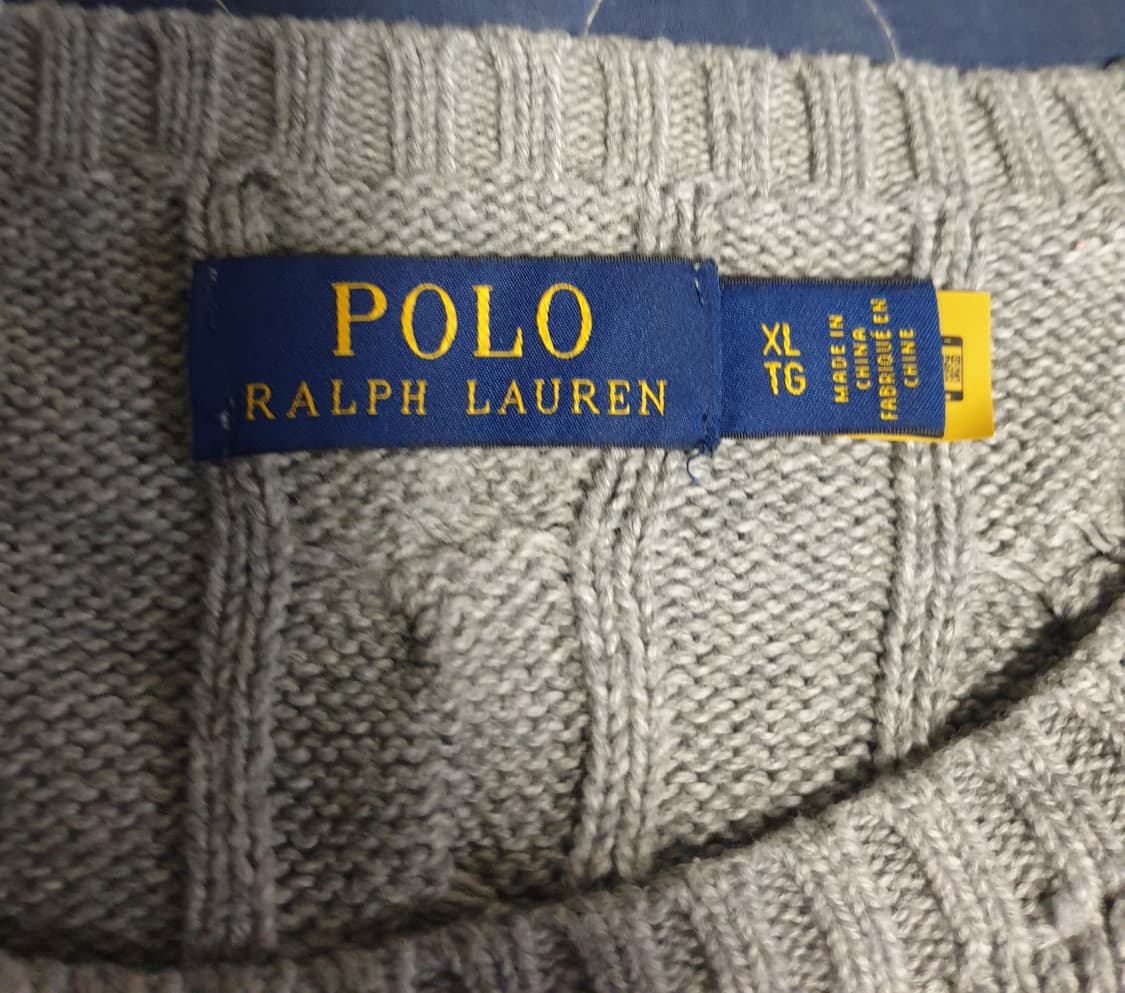 POLO
RALPH LAUREN
XL
TG
MADE IN
CHINA
FABRIQUÉ EN
CHINE